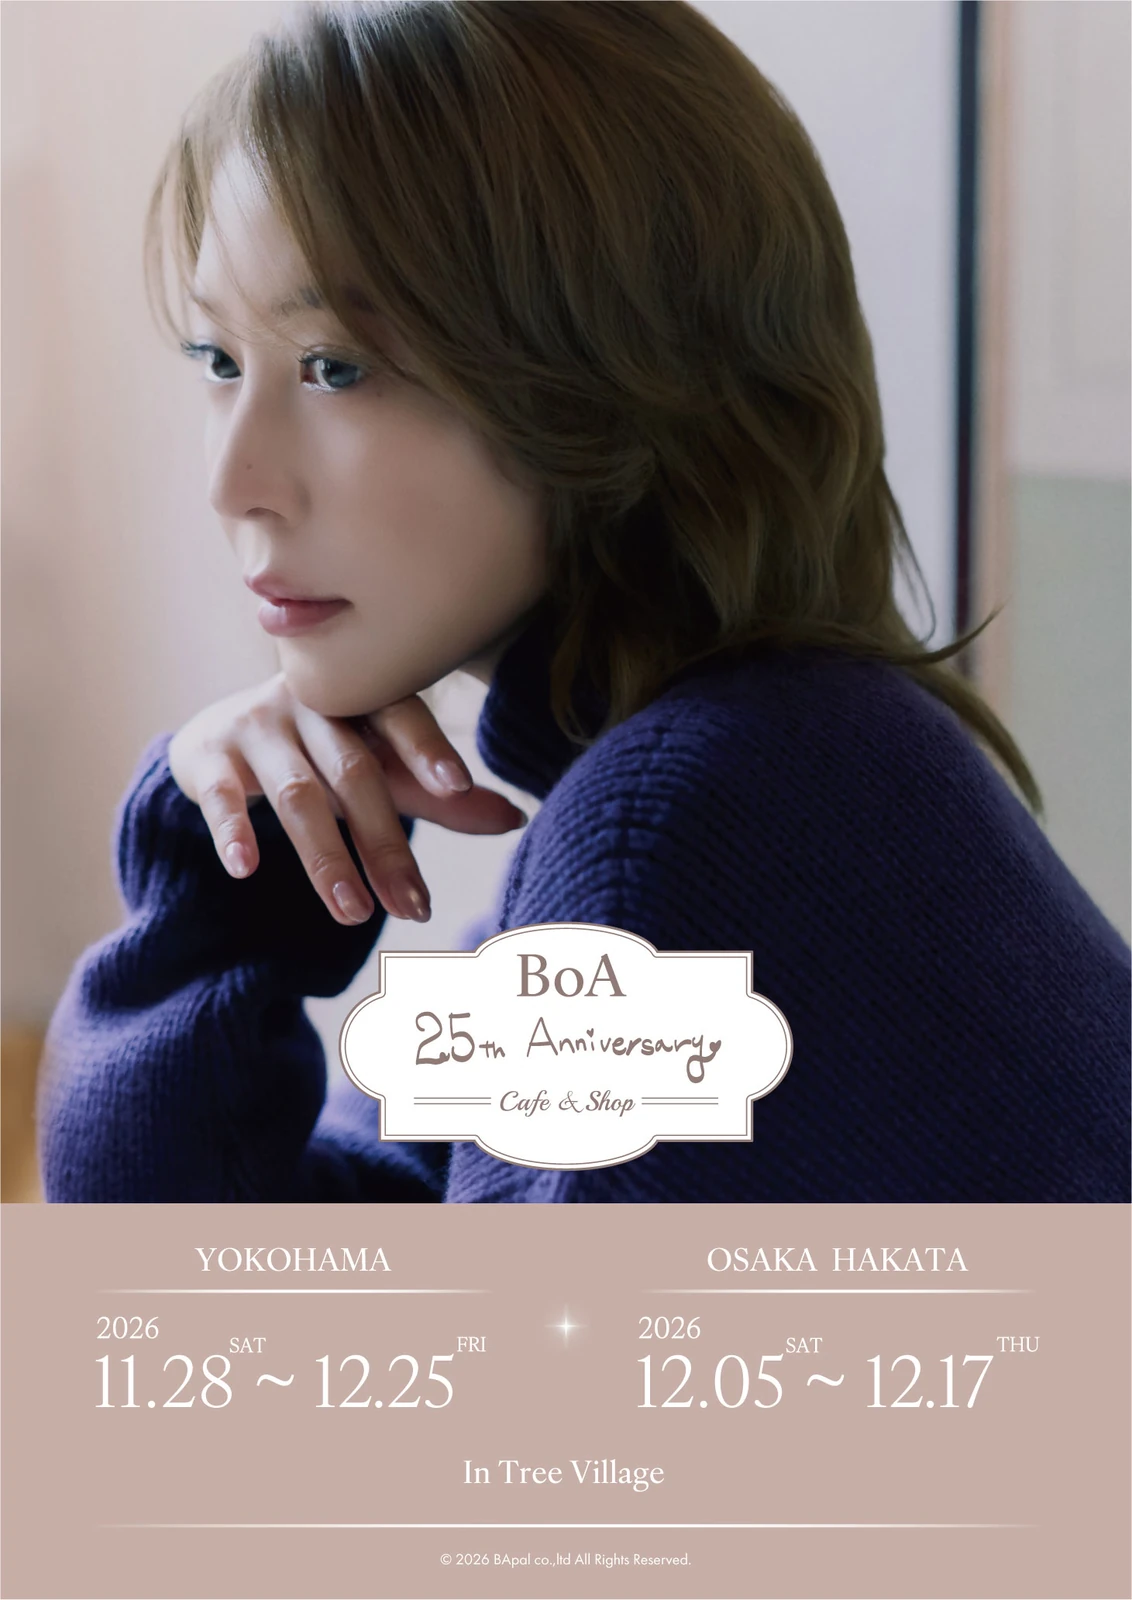 BoA
25th Anniversary
Cafe & Shop
YOKOHAMA
2026
11.28 SAT ~ 12.25 FRI
OSAKA HAKATA
2026
12.05 SAT ~ 12.17 THU
In Tree Village
© 2026 BApal co.,ltd All Rights Reserved.